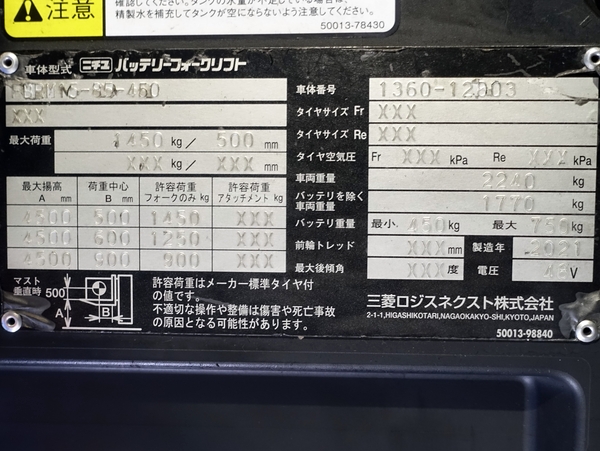 注意
確認してください。タンクの水量が不足している場合は、
精製水を補充してタンクが空にならないよう注意して
ください。
50013-78430
車体型式 ニチユ バッテリーフォークリフト
車体番号 1360-12503
XXX
タイヤサイズ Fr XXX
タイヤサイズ Re XXX
最大荷重 1450 kg/ 500 mm
XXX kg/ XXX mm
タイヤ空気圧 Fr XXX kPa Re XXX kPa
車両重量 2240 kg
バッテリを除く車両重量 1770 kg
バッテリ重量 最小 450 kg 最大 750 kg
前輪トレッド XXX mm 製造年 2021
最大後傾角 XXX 度 電圧 48 V
最大揚高 A mm 荷重中心 B mm 許容荷重 フォークのみ kg 許容荷重 アタッチメント kg
4500 500 1450 XXX
4500 600 1250 XXX
4500 900 900 XXX
マスト垂直時 500
A
B
許容荷重はメーカー標準タイヤ付
の値です。
不適切な操作や整備は傷害や死亡事故
の原因となる可能性があります。
三菱ロジスネクスト株式会社
2-1-1,HIGASHIKOTARI,NAGAOKAKYO-SHI,KYOTO,JAPAN
50013-98840